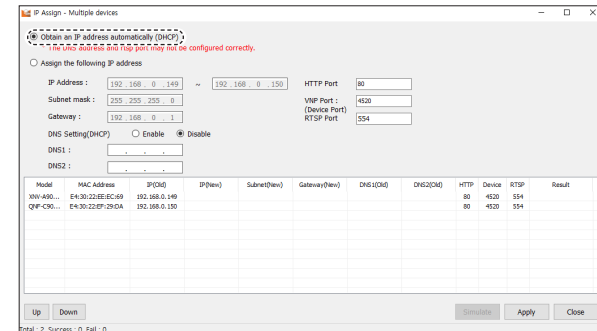 IP Assign - Multiple devices
Obtain an IP address automatically (DHCP)
The DNS address and rtsp port may not be configured correctly.
Assign the following IP address
IP Address : 192 . 168 . 0 . 149 ~ 192 . 168 . 0 . 150 HTTP Port 80
Subnet mask : 255 . 255 . 255 . 0 VNP Port : 4520
(Device Port)
Gateway : 192 . 168 . 0 . 1 RTSP Port 554
DNS Setting(DHCP) Enable Disable
DNS1 : . . .
DNS2 : . . .
Model MAC Address IP(Old) IP(New) Subnet(New) Gateway(New) DNS1(Old) DNS2(Old) HTTP Device RTSP Result
XNV-A90... E4:30:22:EE:EC:69 192.168.0.149 80 4520 554
QNF-C90... E4:30:22:EF:29:DA 192.168.0.150 80 4520 554
Up Down Simulate Apply Close
Total : 2, Success : 0, Fail : 0